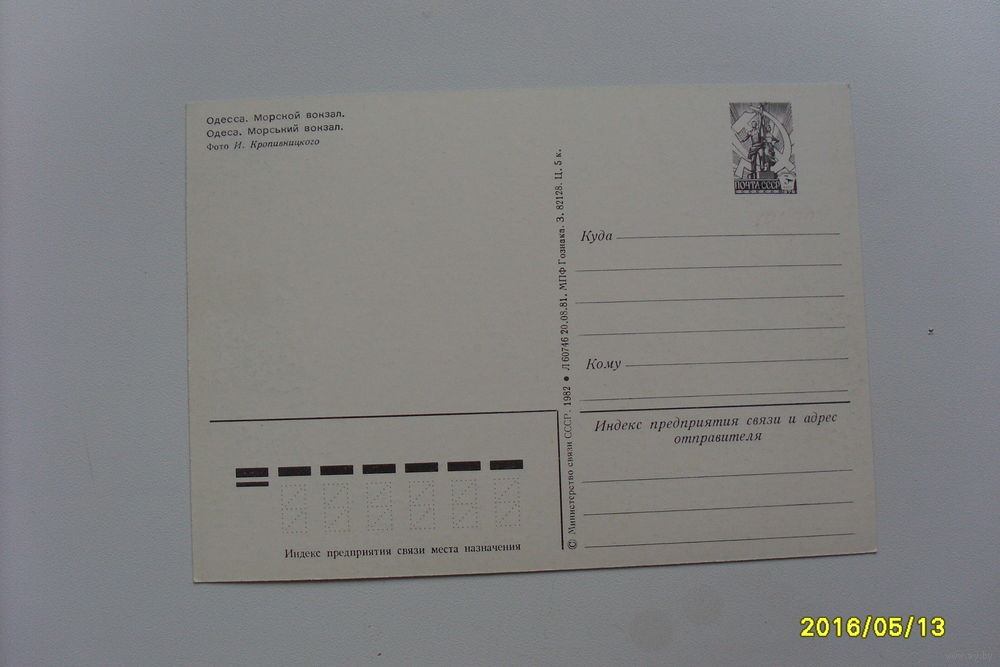 Одесса. Морской вокзал.
Одеса. Морський вокзал.
Фото И. Кропивницкого
ПОЧТА СССР
© Министерство связи СССР. 1982 ● Л 60746 20.08.81. МПФ Гознака. З. 82128. Ц. 5 к.
Куда
Кому
Индекс предприятия связи и адрес
отправителя
Индекс предприятия связи места назначения
2016/05/13